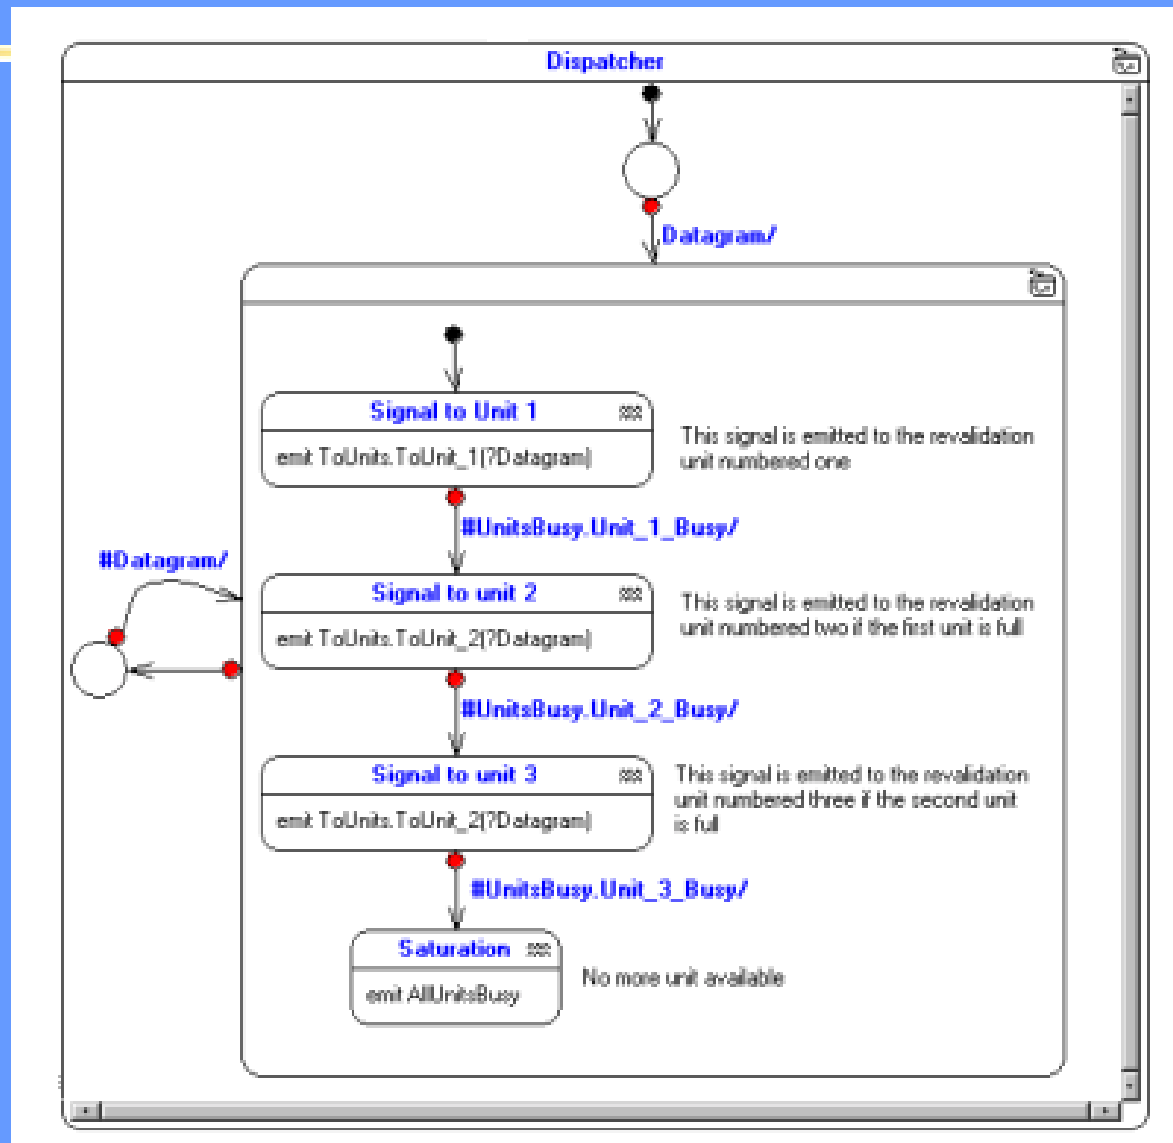 Dispatcher
Datagram/
Signal to Unit 1
emit ToUnits.ToUnit_1(?Datagram)
This signal is emitted to the revalidation
unit numbered one
#UnitsBusy.Unit_1_Busy/
#Datagram/
Signal to unit 2
emit ToUnits.ToUnit_2(?Datagram)
This signal is emitted to the revalidation
unit numbered two if the first unit is full
#UnitsBusy.Unit_2_Busy/
Signal to unit 3
emit ToUnits.ToUnit_2(?Datagram)
This signal is emitted to the revalidation
unit numbered three if the second unit
is full
#UnitsBusy.Unit_3_Busy/
Saturation
emit AllUnitsBusy
No more unit available